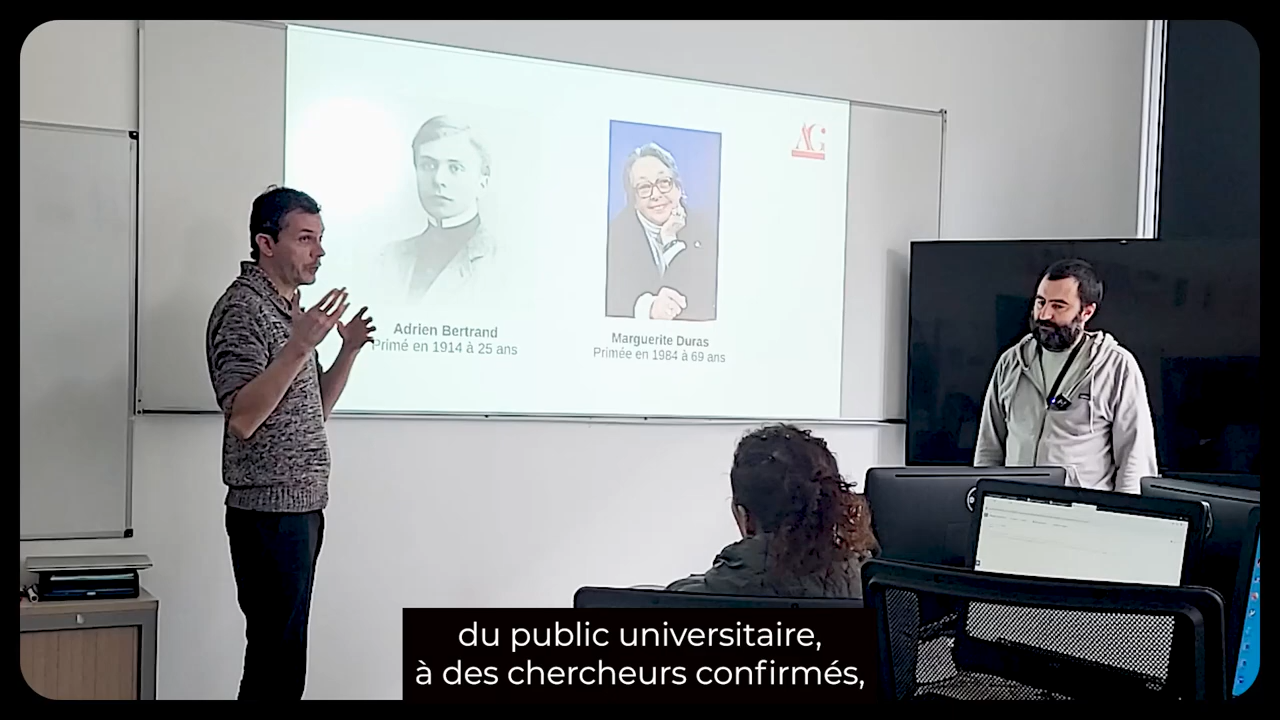 AG
Adrien Bertrand
Primé en 1914 à 25 ans
Marguerite Duras
Primée en 1984 à 69 ans
du public universitaire,
à des chercheurs confirmés,